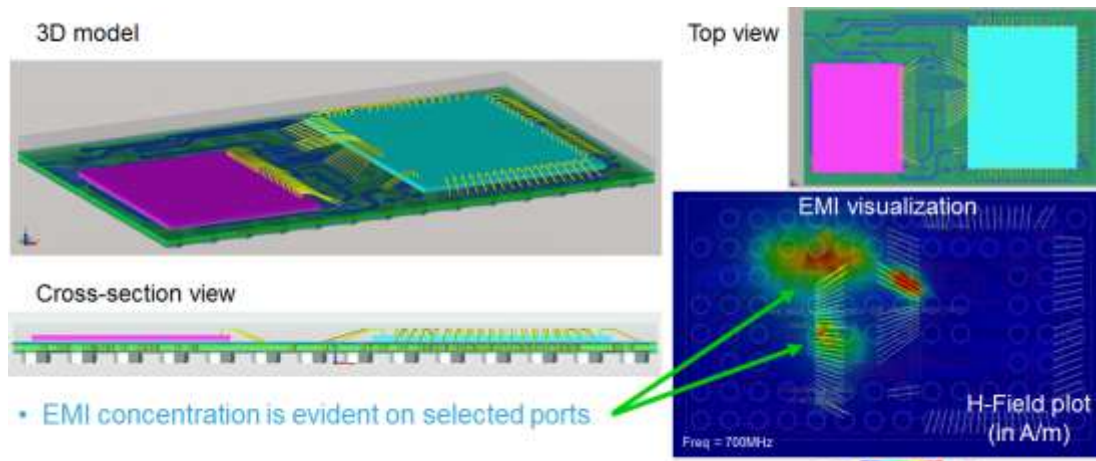 3D model
Top view
EMI visualization
Cross-section view
• EMI concentration is evident on selected ports
H-Field plot
(in A/m)
Freq = 700MHz